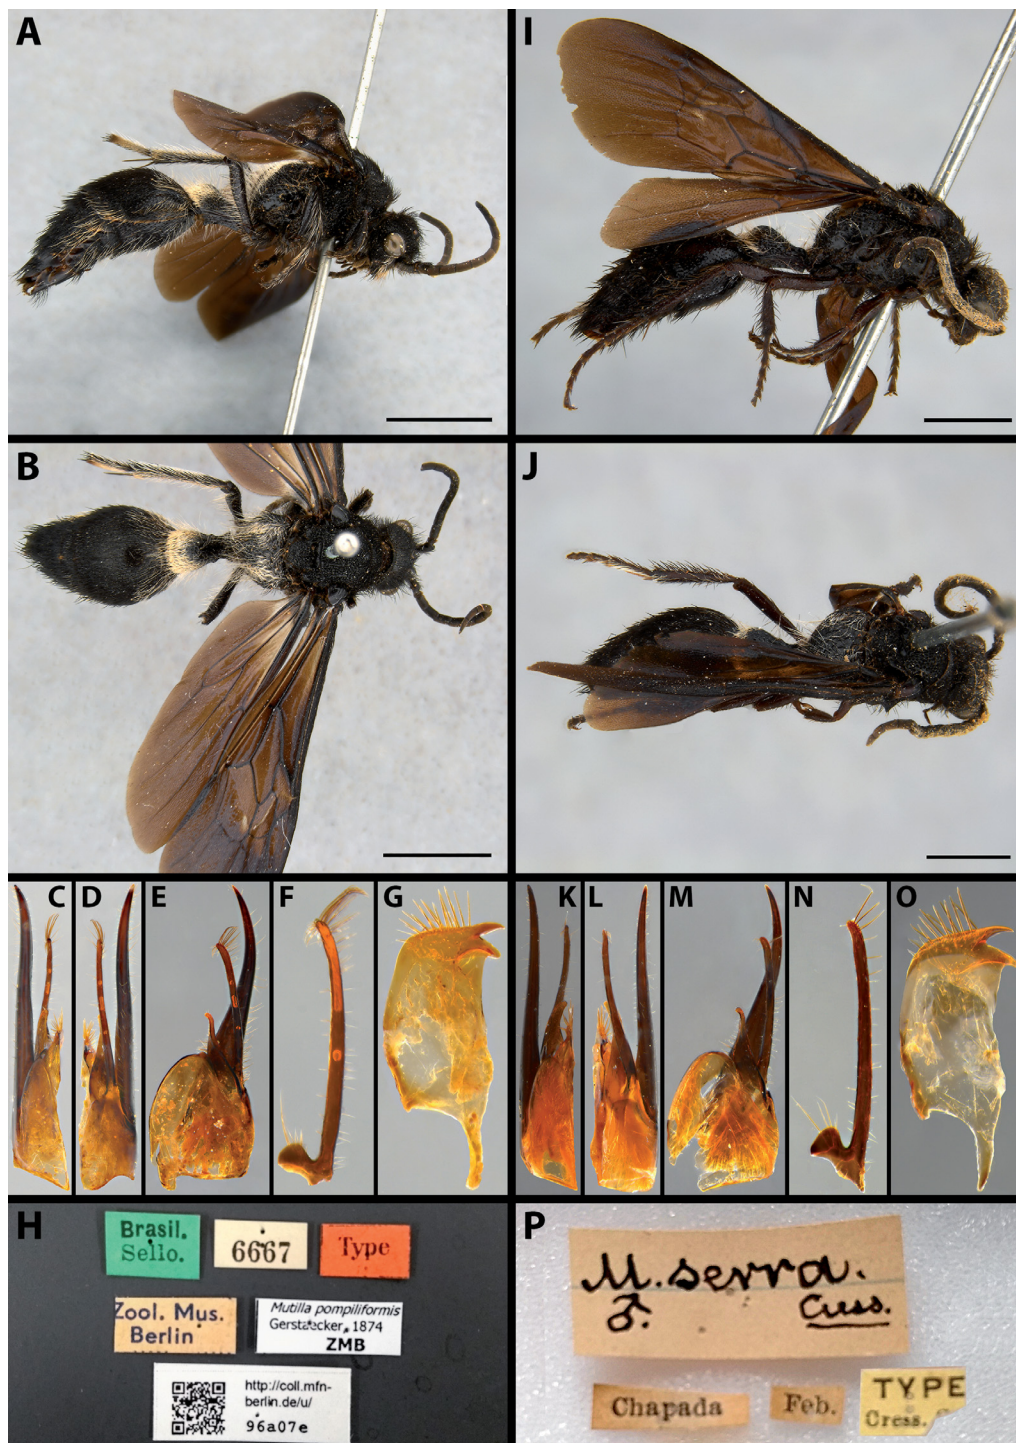 A
I
B
J
C
D
E
F
G
K
L
M
N
O
H
Brasil.
Sello.
6667
Type
Zool. Mus.
Berlin
Mutilla pompiliformis
Gerstaecker, 1874
ZMB
http://coll.mfn-
berlin.de/u/
96a07e
P
M. serra.
♂. Cress.
Chapada
Feb.
TYPE
Cress.